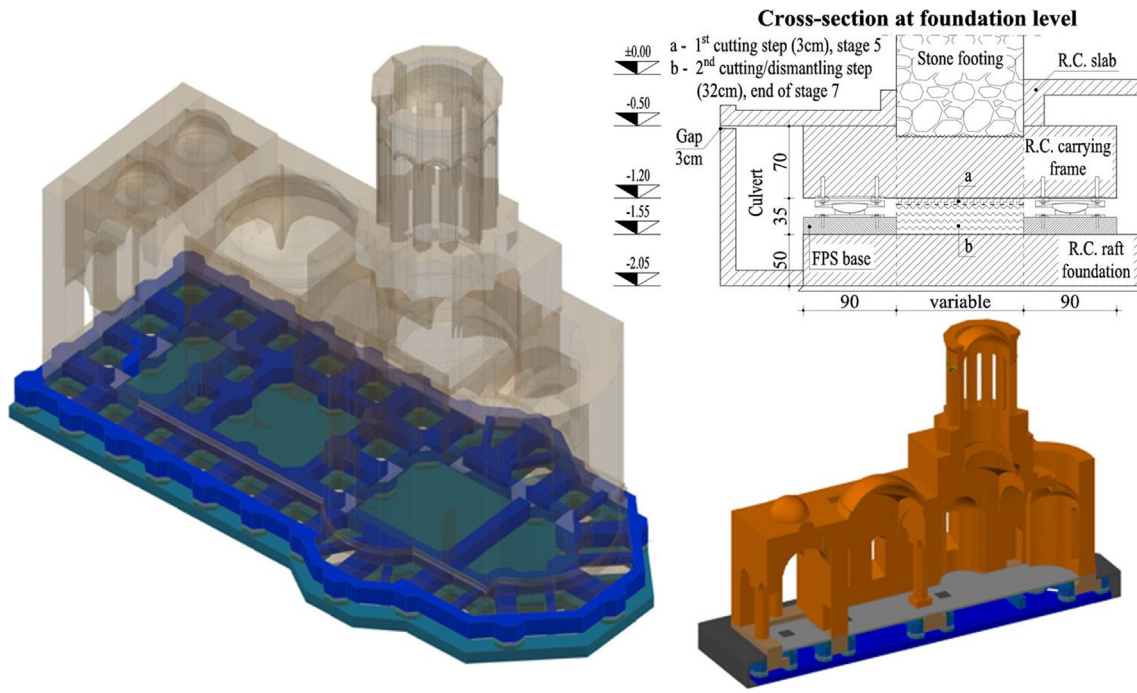 Cross-section at foundation level
a - 1st cutting step (3cm), stage 5
b - 2nd cutting/dismantling step
(32cm), end of stage 7
±0.00
-0.50
-1.20
-1.55
-2.05
Stone footing
R.C. slab
Gap
3cm
Culvert
70
35
50
R.C. carrying
frame
a
b
FPS base
R.C. raft
foundation
90
variable
90